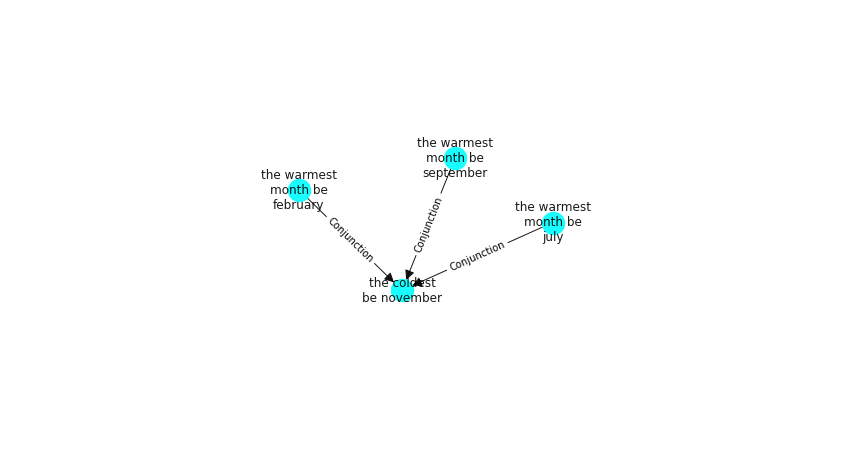 the warmest
month be
september
the warmest
month be
february
the warmest
month be
july
Conjunction
Conjunction
Conjunction
the coldest
be november